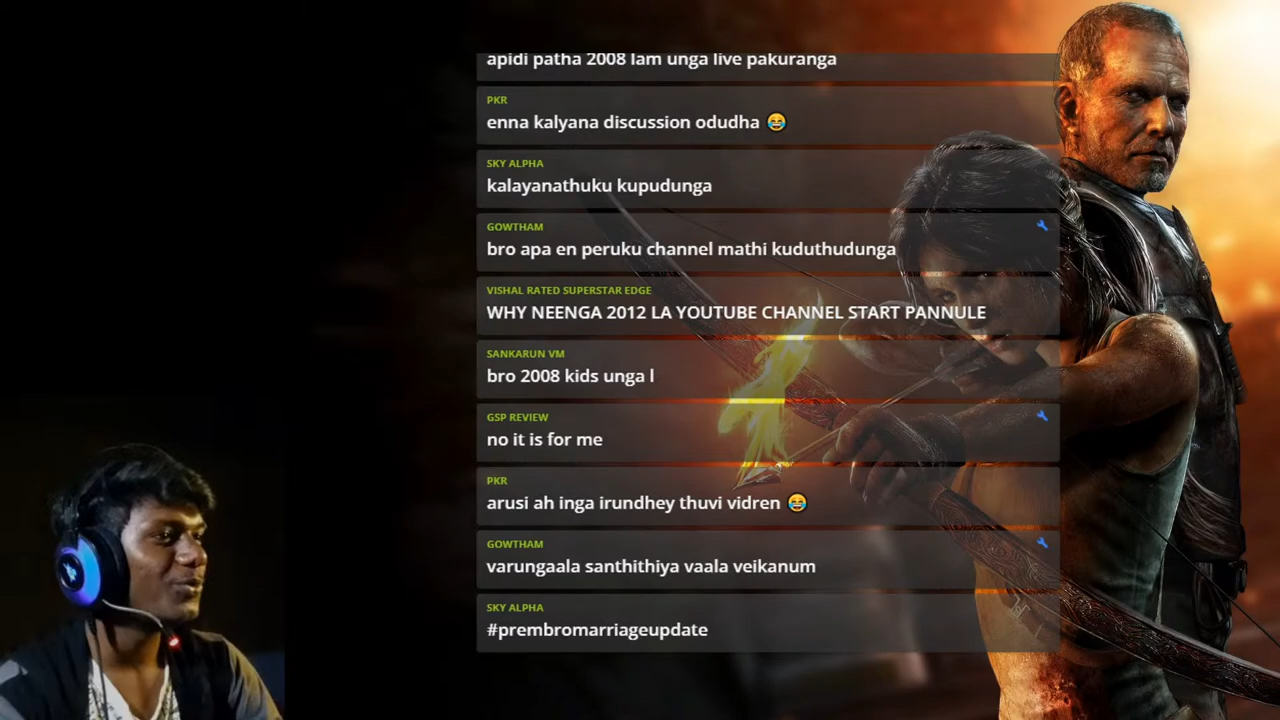 apidi patha 2008 lam unga live pakuranga
PKR
enna kalyana discussion odudha 😂
SKY ALPHA
kalayanathuku kupudunga
GOWTHAM
bro apa en peruku channel mathi kuduthudunga
VISHAL RATED SUPERSTAR EDGE
WHY NEENGA 2012 LA YOUTUBE CHANNEL START PANNULE
SANKARUN VM
bro 2008 kids unga l
GSP REVIEW
no it is for me
PKR
arusi ah inga irundhey thuvi vidren 😂
GOWTHAM
varungaala santhithiya vaala veikanum
SKY ALPHA
#prembromarriageupdate